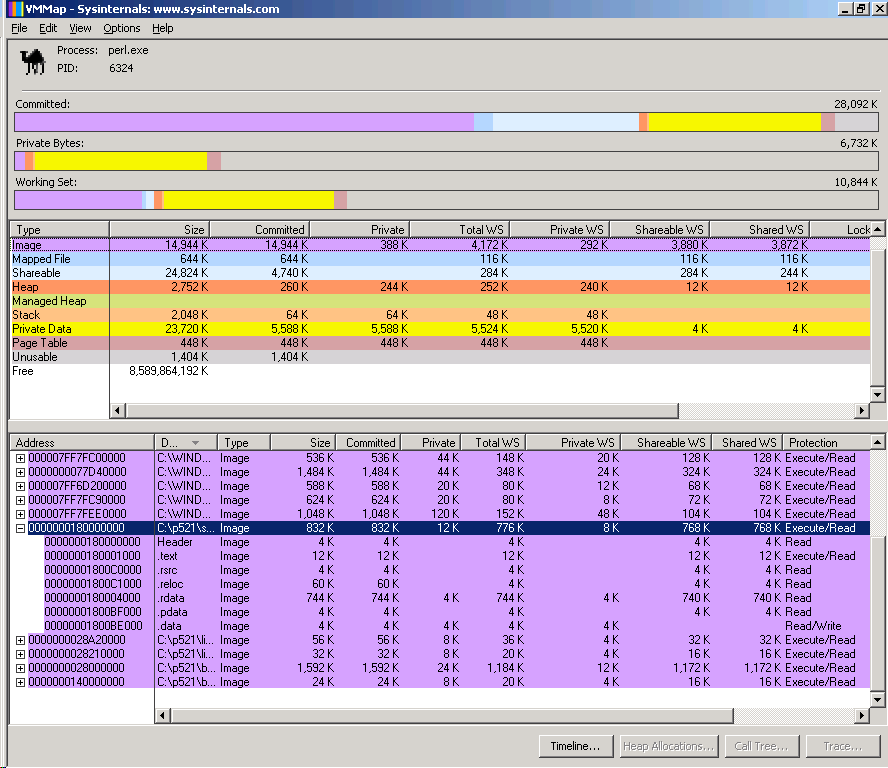 VMMap - Sysinternals: www.sysinternals.com
File Edit View Options Help
Process: perl.exe
PID: 6324
Committed: 28,092 K
Private Bytes: 6,732 K
Working Set: 10,844 K
Type Size Committed Private Total WS Private WS Shareable WS Shared WS Lock
Image 14,944 K 14,944 K 388 K 4,172 K 292 K 3,880 K 3,872 K
Mapped File 644 K 644 K 116 K 116 K 116 K
Shareable 24,824 K 4,740 K 284 K 284 K 244 K
Heap 2,752 K 260 K 244 K 252 K 240 K 12 K 12 K
Managed Heap
Stack 2,048 K 64 K 64 K 48 K 48 K
Private Data 23,720 K 5,588 K 5,588 K 5,524 K 5,520 K 4 K 4 K
Page Table 448 K 448 K 448 K 448 K 448 K
Unusable 1,404 K 1,404 K
Free 8,589,864,192 K
Address D... Type Size Committed Private Total WS Private WS Shareable WS Shared WS Protection
000007FF7FC00000 C:\WIND... Image 536 K 536 K 44 K 148 K 20 K 128 K 128 K Execute/Read
0000000077D40000 C:\WIND... Image 1,484 K 1,484 K 44 K 348 K 24 K 324 K 324 K Execute/Read
000007FF6D200000 C:\WIND... Image 588 K 588 K 20 K 80 K 12 K 68 K 68 K Execute/Read
000007FF7FC90000 C:\WIND... Image 624 K 624 K 20 K 80 K 8 K 72 K 72 K Execute/Read
000007FF7FEE0000 C:\WIND... Image 1,048 K 1,048 K 120 K 152 K 48 K 104 K 104 K Execute/Read
0000000180000000 C:\p521\s... Image 832 K 832 K 12 K 776 K 8 K 768 K 768 K Execute/Read
0000000180000000 Header Image 4 K 4 K 4 K 4 K 4 K Read
0000000180001000 .text Image 12 K 12 K 12 K 12 K 12 K Execute/Read
00000001800C0000 .rsrc Image 4 K 4 K 4 K 4 K 4 K Read
00000001800C1000 .reloc Image 60 K 60 K 4 K 4 K 4 K Read
0000000180004000 .rdata Image 744 K 744 K 4 K 744 K 4 K 740 K 740 K Read
00000001800BF000 .pdata Image 4 K 4 K 4 K 4 K 4 K Read
00000001800BE000 .data Image 4 K 4 K 4 K 4 K 4 K Read/Write
0000000028A20000 C:\p521\li... Image 56 K 56 K 8 K 36 K 4 K 32 K 32 K Execute/Read
0000000028210000 C:\p521\li... Image 32 K 32 K 8 K 20 K 4 K 16 K 16 K Execute/Read
0000000028000000 C:\p521\b... Image 1,592 K 1,592 K 24 K 1,184 K 12 K 1,172 K 1,172 K Execute/Read
0000000140000000 C:\p521\b... Image 24 K 24 K 8 K 20 K 4 K 16 K 16 K Execute/Read
Timeline... Heap Allocations... Call Tree... Trace...